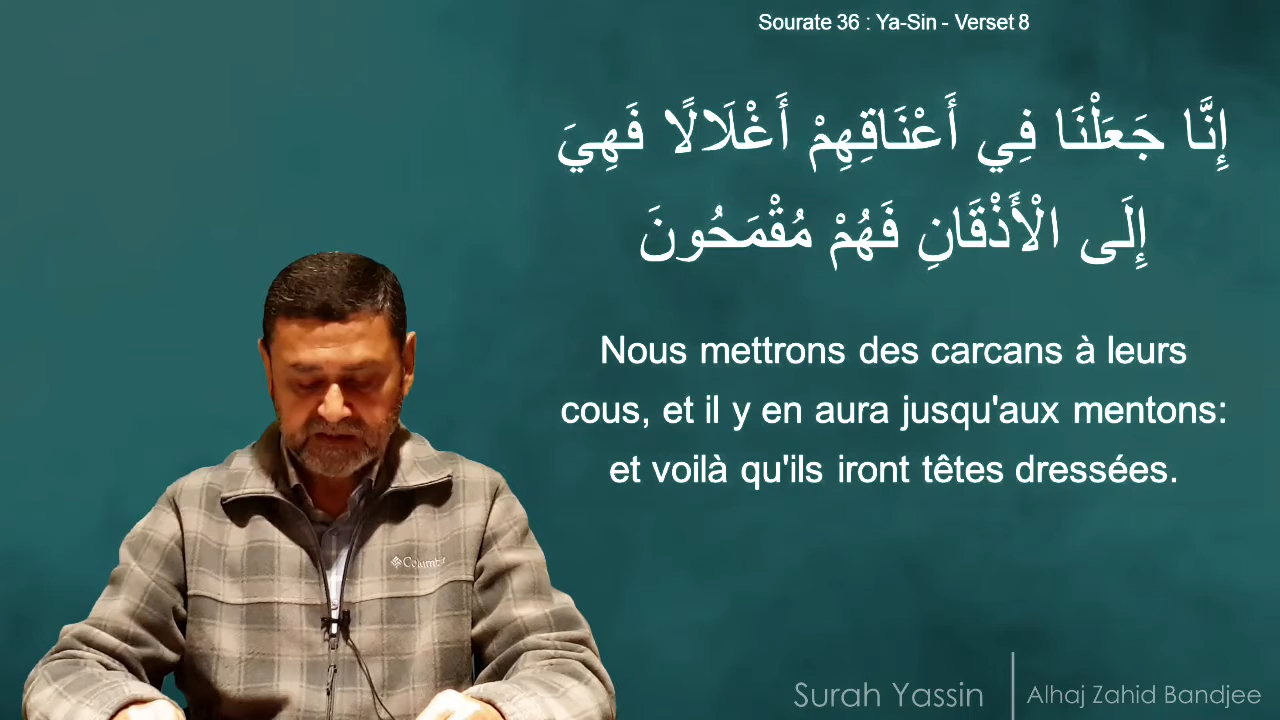 Sourate 36 : Ya-Sin - Verset 8
إِنَّا جَعَلْنَا فِي أَعْنَاقِهِمْ أَغْلَالًا فَهِيَ
إِلَى الْأَذْقَانِ فَهُمْ مُقْمَحُونَ
Nous mettrons des carcans à leurs
cous, et il y en aura jusqu'aux mentons:
et voilà qu'ils iront têtes dressées.
Surah Yassin
Alhaj Zahid Bandjee